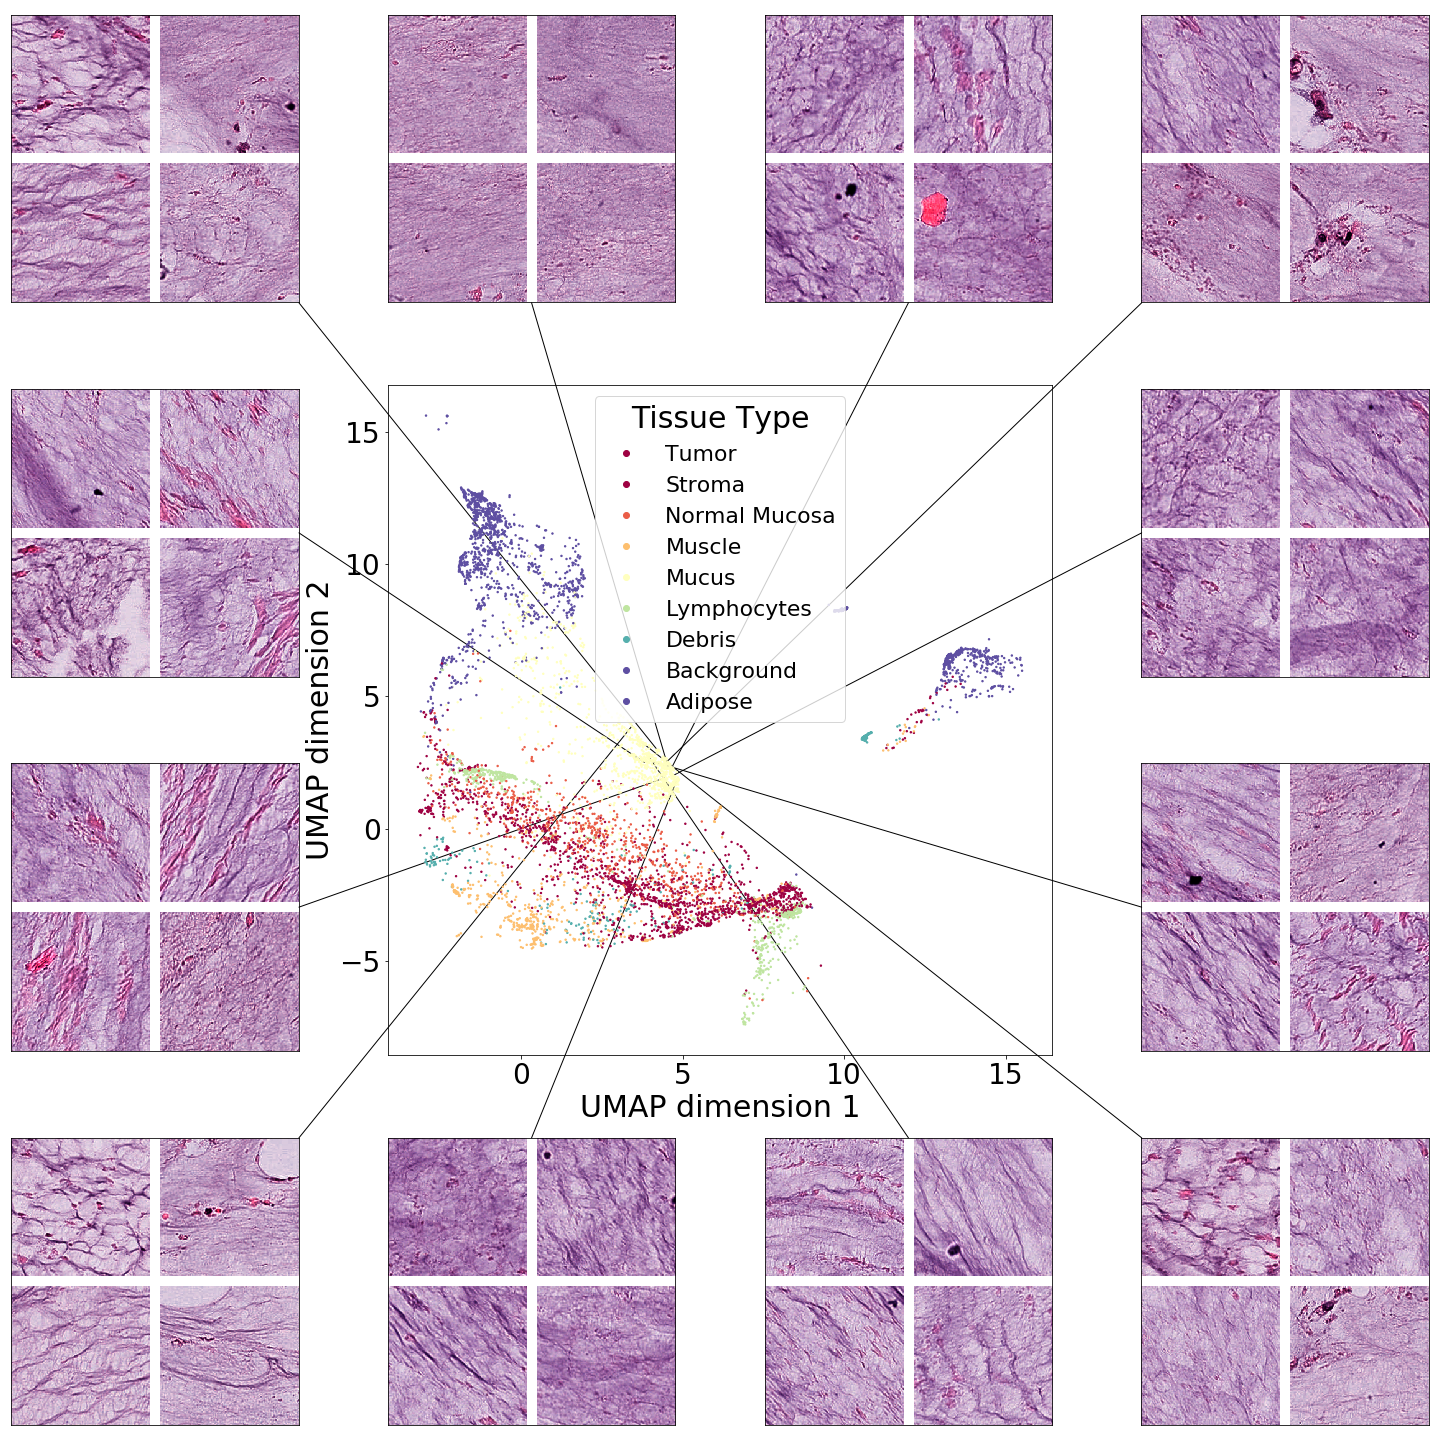 Tissue Type
Tumor
Stroma
Normal Mucosa
Muscle
Mucus
Lymphocytes
Debris
Background
Adipose
15
10
5
0
−5
UMAP dimension 2
0
5
10
15
UMAP dimension 1